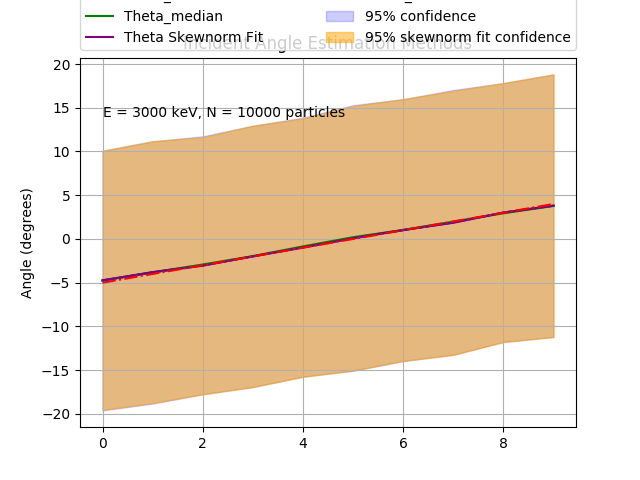 Theta_median
95% confidence
Theta Skewnorm Fit
95% skewnorm fit confidence
Incident Angle Estimation Methods
20
15
10
5
0
−5
−10
−15
−20
E = 3000 keV, N = 10000 particles
Angle (degrees)
0
2
4
6
8